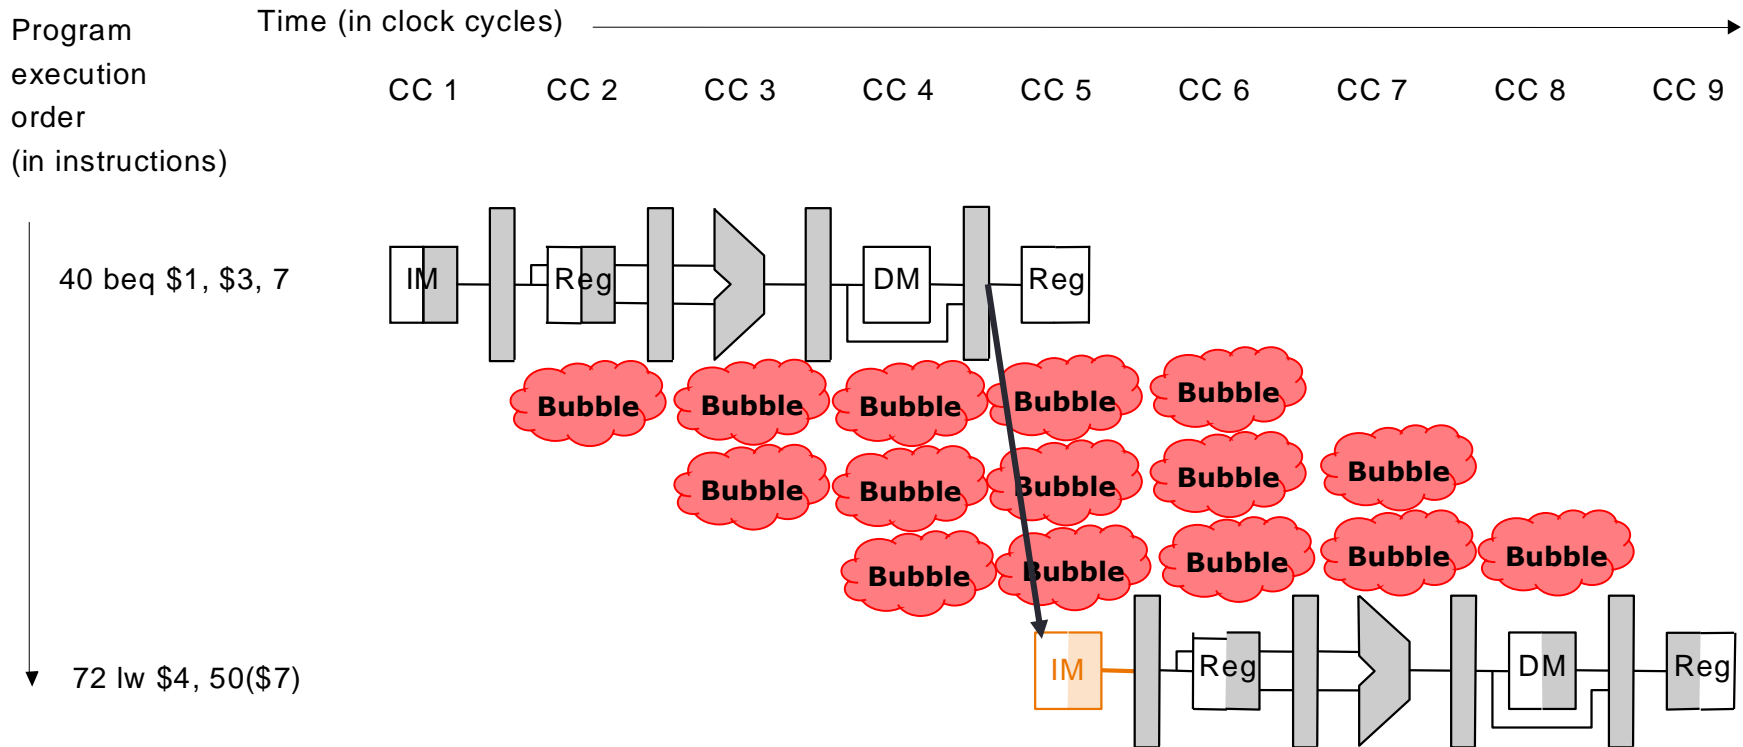 Program
execution
order
(in instructions)
Time (in clock cycles)
CC 1 CC 2 CC 3 CC 4 CC 5 CC 6 CC 7 CC 8 CC 9
40 beq $1, $3, 7
IM Reg DM Reg
Bubble Bubble Bubble Bubble Bubble
Bubble Bubble Bubble Bubble Bubble
Bubble Bubble Bubble Bubble Bubble
72 lw $4, 50($7)
IM Reg DM Reg